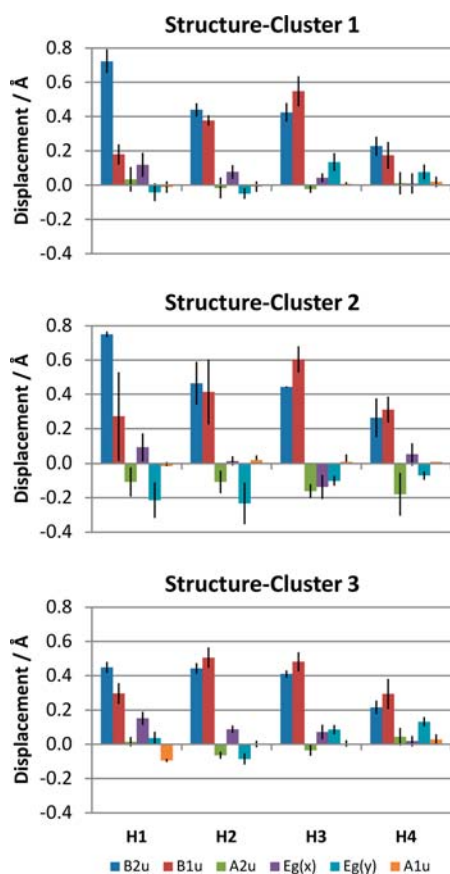 Structure-Cluster 1
Displacement / Å
0.8
0.6
0.4
0.2
0.0
-0.2
-0.4
Structure-Cluster 2
Displacement / Å
0.8
0.6
0.4
0.2
0.0
-0.2
-0.4
Structure-Cluster 3
Displacement / Å
0.8
0.6
0.4
0.2
0.0
-0.2
-0.4
H1 H2 H3 H4
B2u B1u A2u Eg(x) Eg(y) A1u